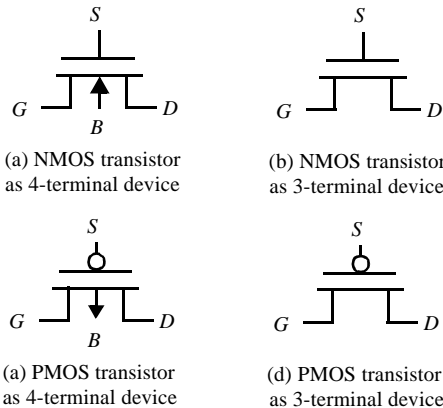 S
G
D
B
(a) NMOS transistor
as 4-terminal device
S
G
D
(b) NMOS transistor
as 3-terminal device
S
G
D
B
(a) PMOS transistor
as 4-terminal device
S
G
D
(d) PMOS transistor
as 3-terminal device